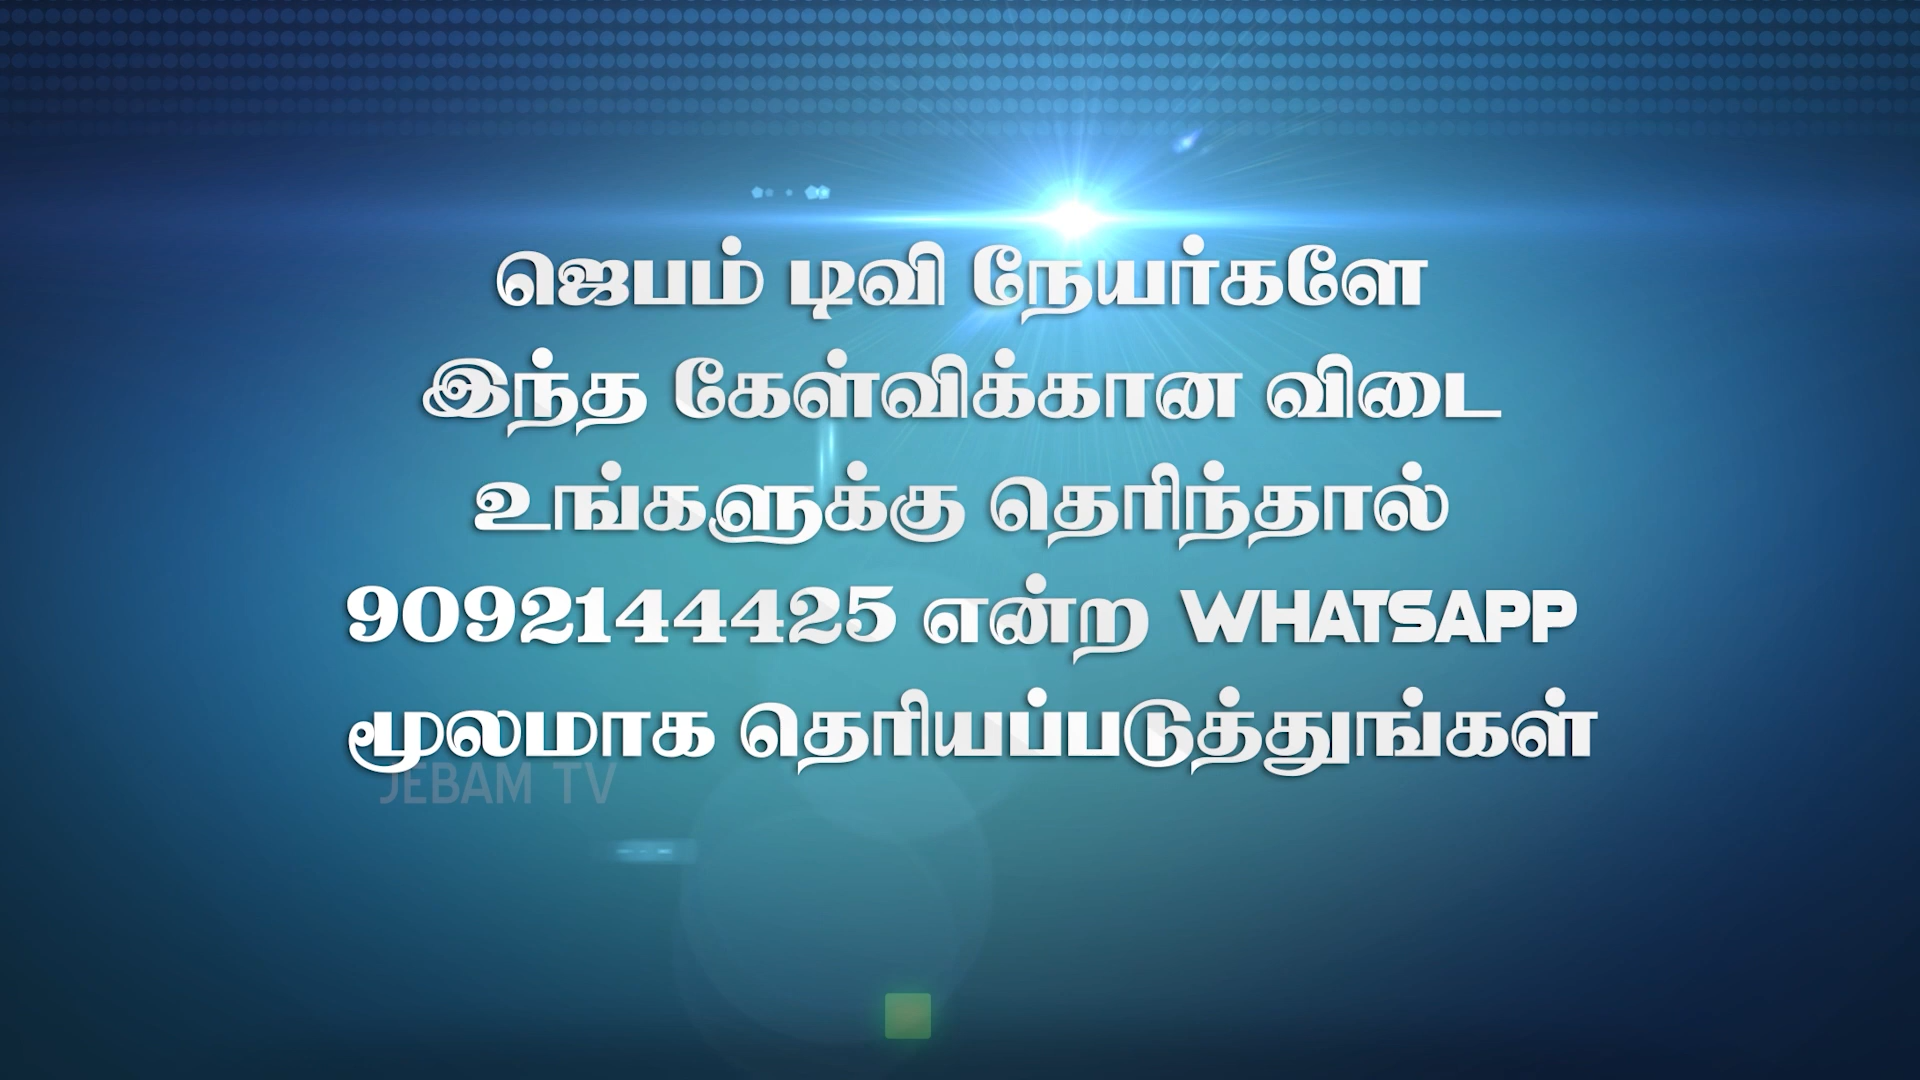 ஜெபம் டிவி நேயர்களே
இந்த கேள்விக்கான விடை
உங்களுக்கு தெரிந்தால்
9092144425 என்ற WHATSAPP
மூலமாக தெரியப்படுத்துங்கள்
JEBAM TV